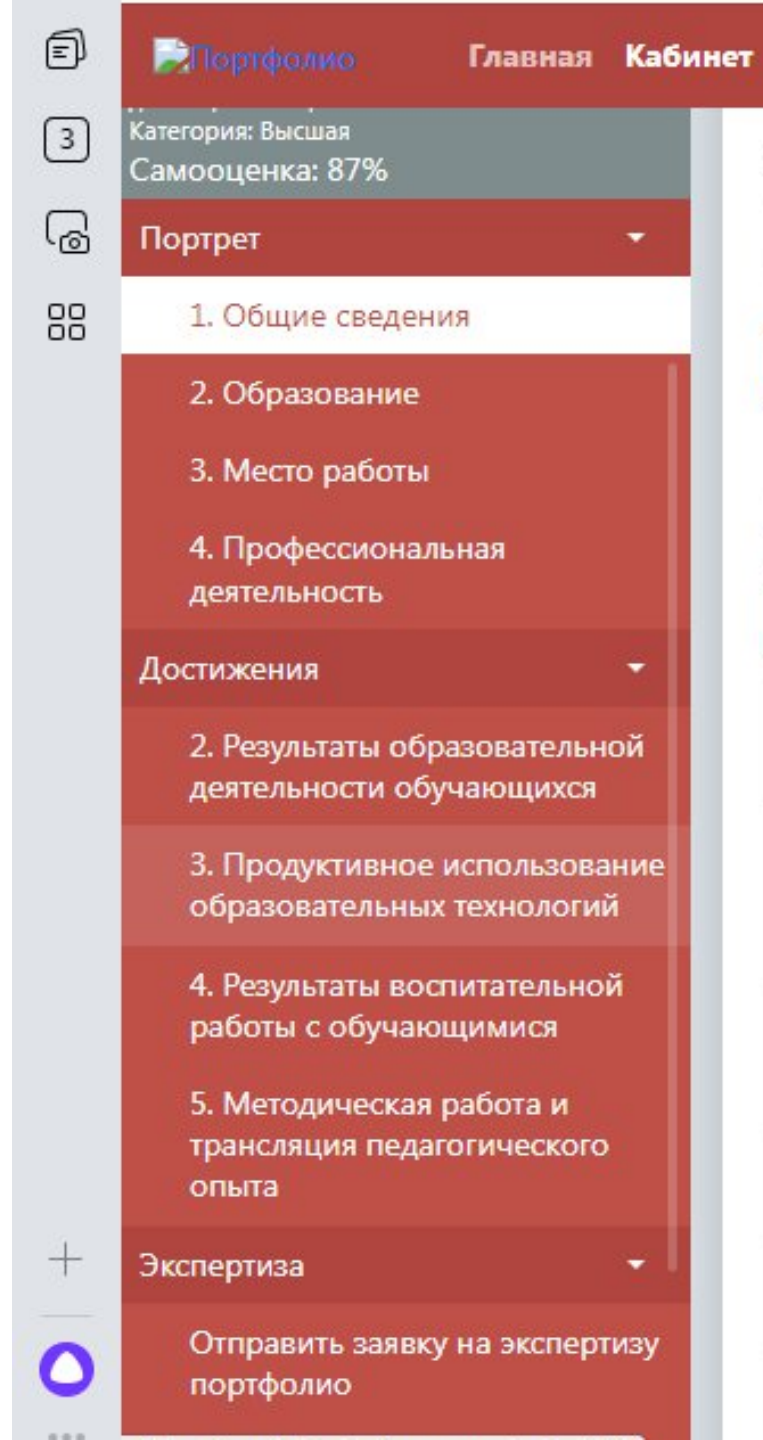 Портфолио
Главная Кабинет
3
Категория: Высшая
Самооценка: 87%
Портрет
1. Общие сведения
2. Образование
3. Место работы
4. Профессиональная
деятельность
Достижения
2. Результаты образовательной
деятельности обучающихся
3. Продуктивное использование
образовательных технологий
4. Результаты воспитательной
работы с обучающимися
5. Методическая работа и
трансляция педагогического
опыта
Экспертиза
Отправить заявку на экспертизу
портфолио